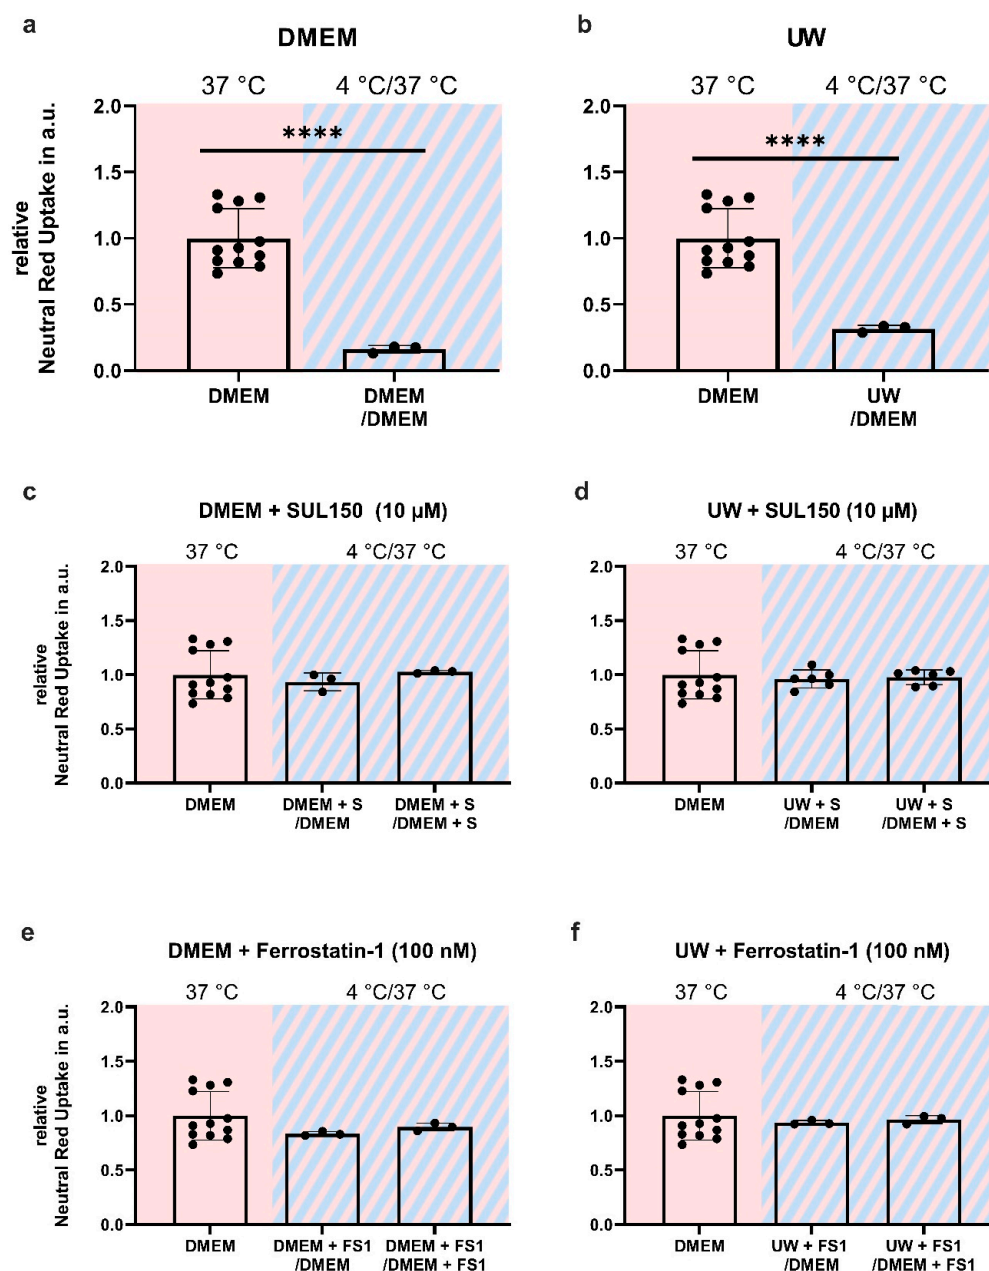 a
DMEM
37 °C 4 °C/37 °C
relative
Neutral Red Uptake in a.u.
2.0
1.5
1.0
0.5
0.0
****
DMEM DMEM
/DMEM
b
UW
37 °C 4 °C/37 °C
2.0
1.5
1.0
0.5
0.0
****
DMEM UW
/DMEM
c
DMEM + SUL150 (10 µM)
37 °C 4 °C/37 °C
relative
Neutral Red Uptake in a.u.
2.0
1.5
1.0
0.5
0.0
DMEM DMEM + S DMEM + S
/DMEM /DMEM + S
d
UW + SUL150 (10 µM)
37 °C 4 °C/37 °C
2.0
1.5
1.0
0.5
0.0
DMEM UW + S UW + S
/DMEM /DMEM + S
e
DMEM + Ferrostatin-1 (100 nM)
37 °C 4 °C/37 °C
relative
Neutral Red Uptake in a.u.
2.0
1.5
1.0
0.5
0.0
DMEM DMEM + FS1 DMEM + FS1
/DMEM /DMEM + FS1
f
UW + Ferrostatin-1 (100 nM)
37 °C 4 °C/37 °C
2.0
1.5
1.0
0.5
0.0
DMEM UW + FS1 UW + FS1
/DMEM /DMEM + FS1